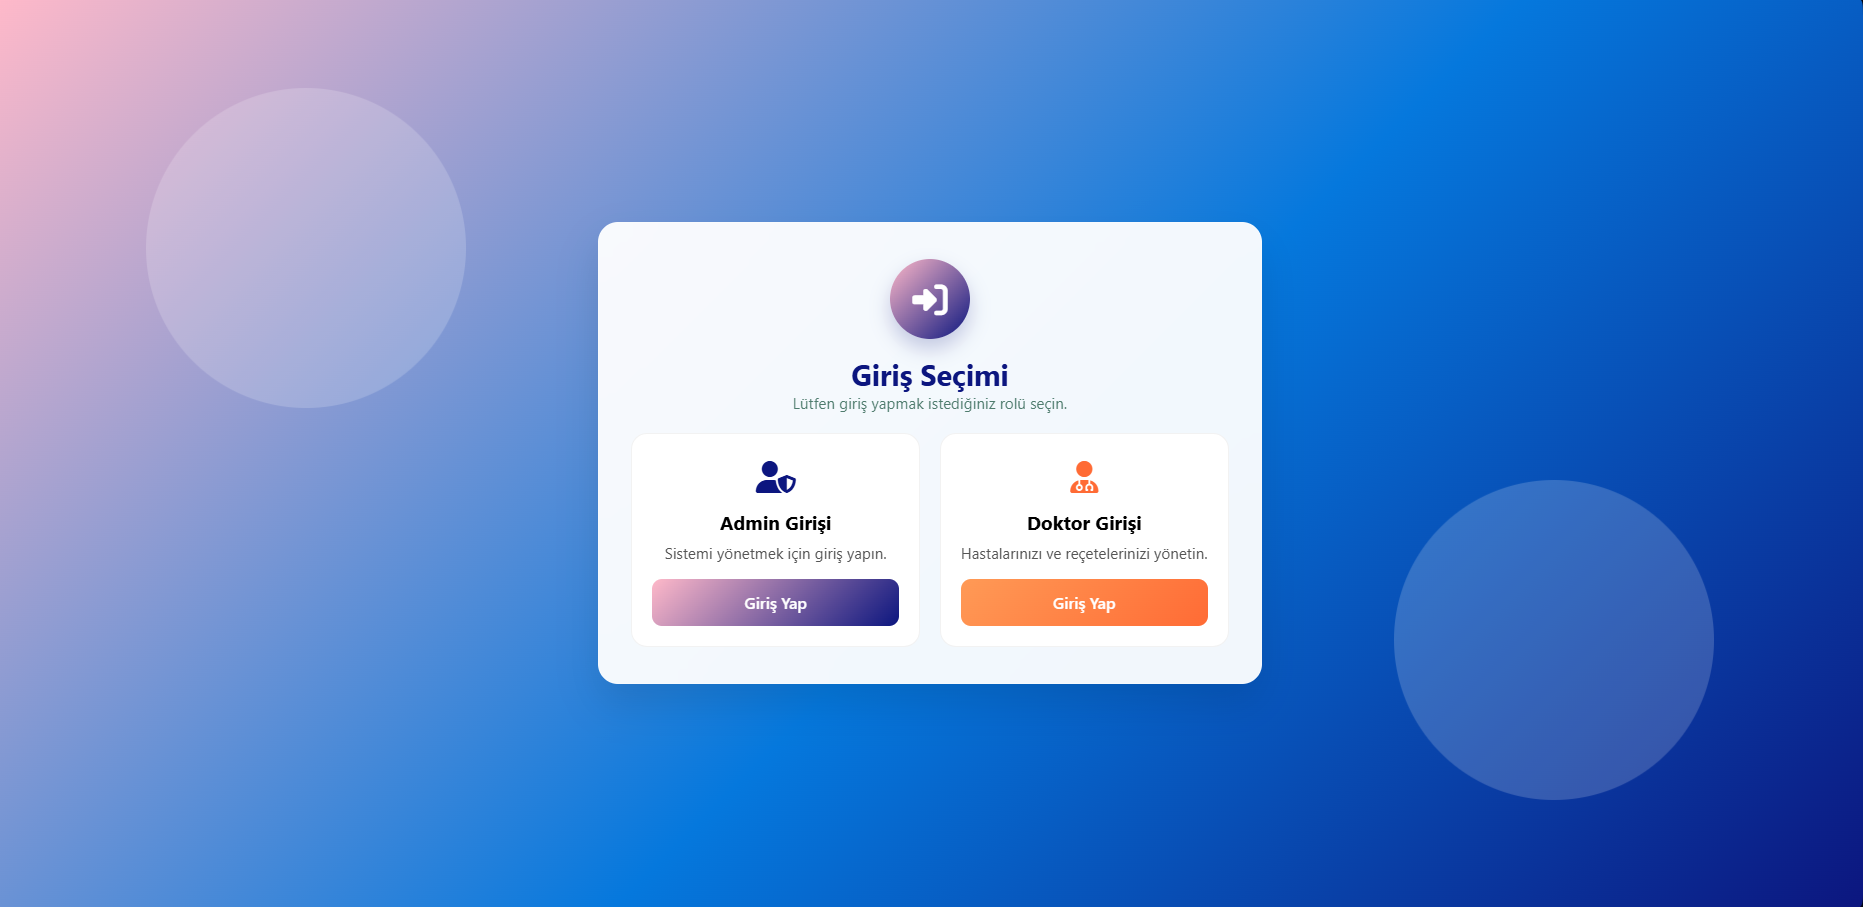 Giriş Seçimi
Lütfen giriş yapmak istediğiniz rolü seçin.
Admin Girişi
Sistemi yönetmek için giriş yapın.
Giriş Yap
Doktor Girişi
Hastalarınızı ve reçetelerinizi yönetin.
Giriş Yap